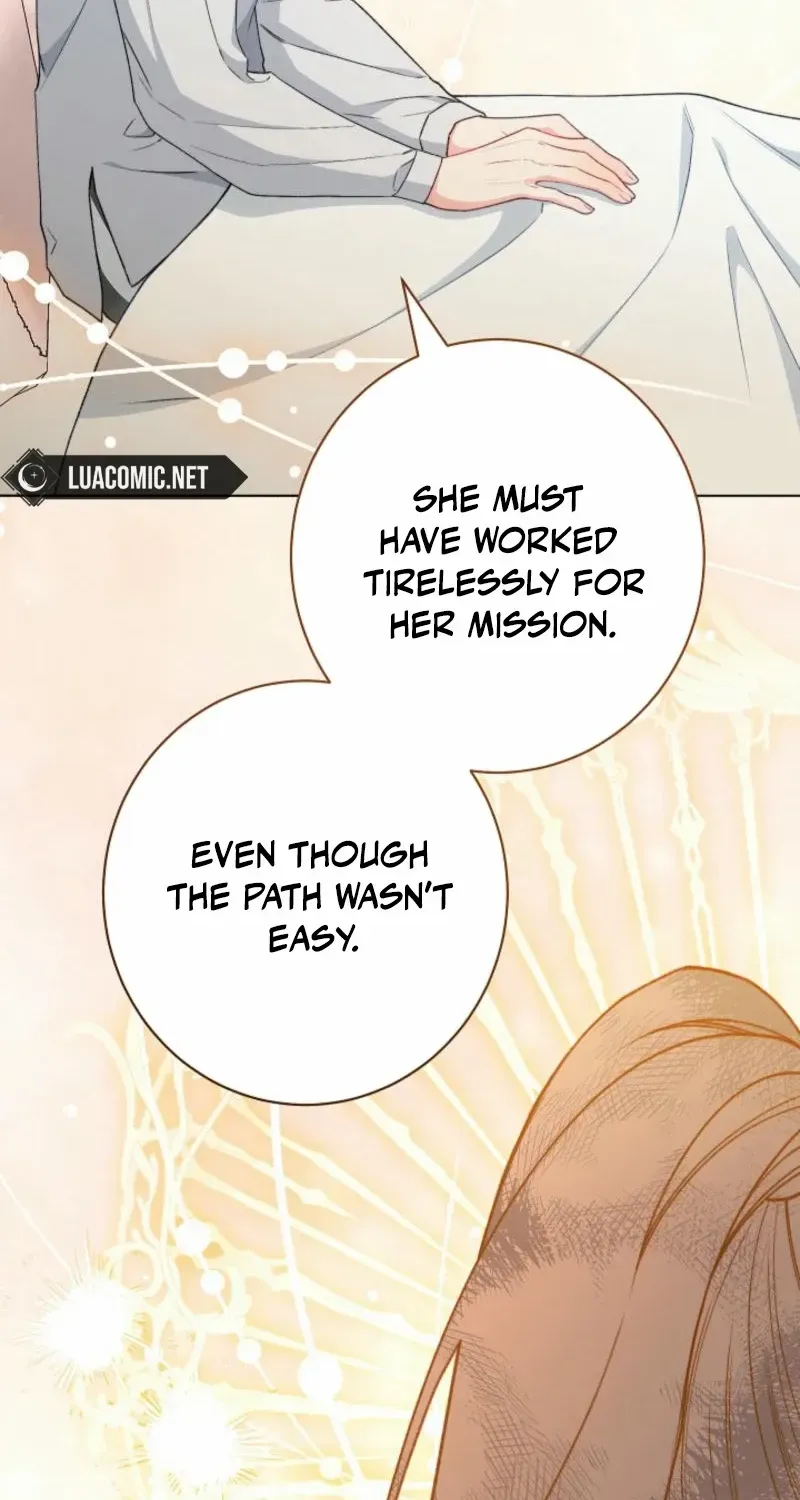 LUACOMIC.NET
SHE MUST
HAVE WORKED
TIRELESSLY FOR
HER MISSION.
EVEN THOUGH
THE PATH WASN'T
EASY.